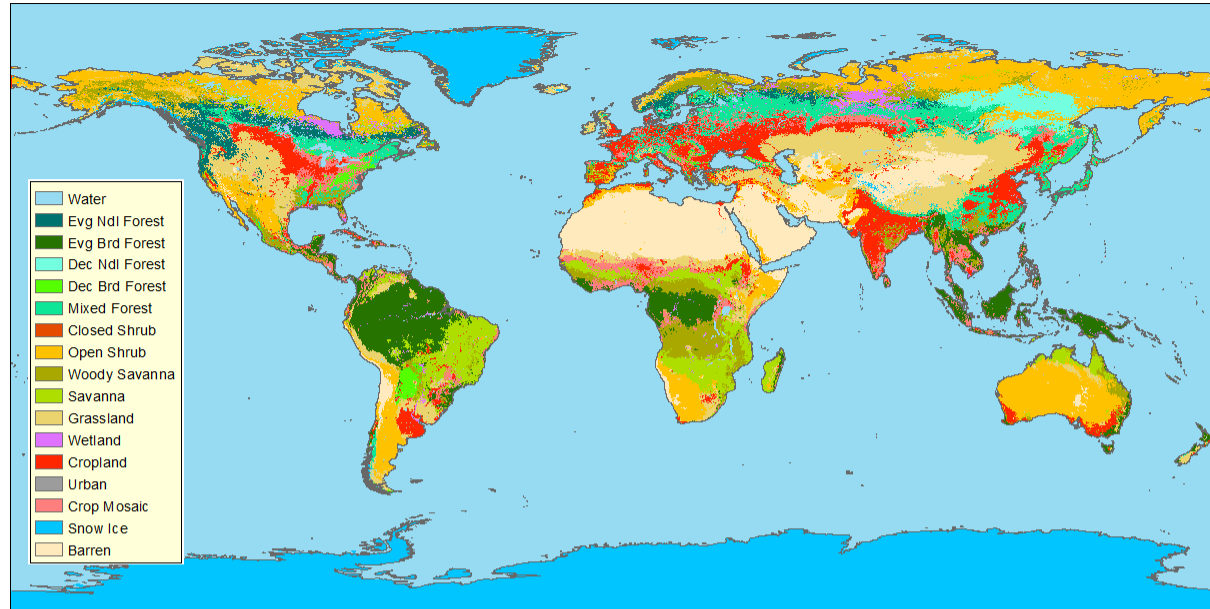 Water
Evg Ndl Forest
Evg Brd Forest
Dec Ndl Forest
Dec Brd Forest
Mixed Forest
Closed Shrub
Open Shrub
Woody Savanna
Savanna
Grassland
Wetland
Cropland
Urban
Crop Mosaic
Snow Ice
Barren